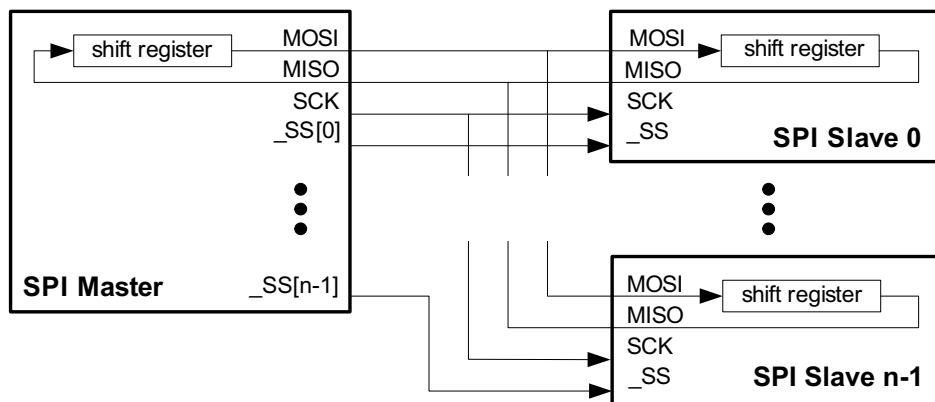 shift register
MOSI
MISO
SCK
_SS[0]
SPI Master
_SS[n-1]
MOSI
shift register
MISO
SCK
_SS
SPI Slave 0
MOSI
shift register
MISO
SCK
_SS
SPI Slave n-1